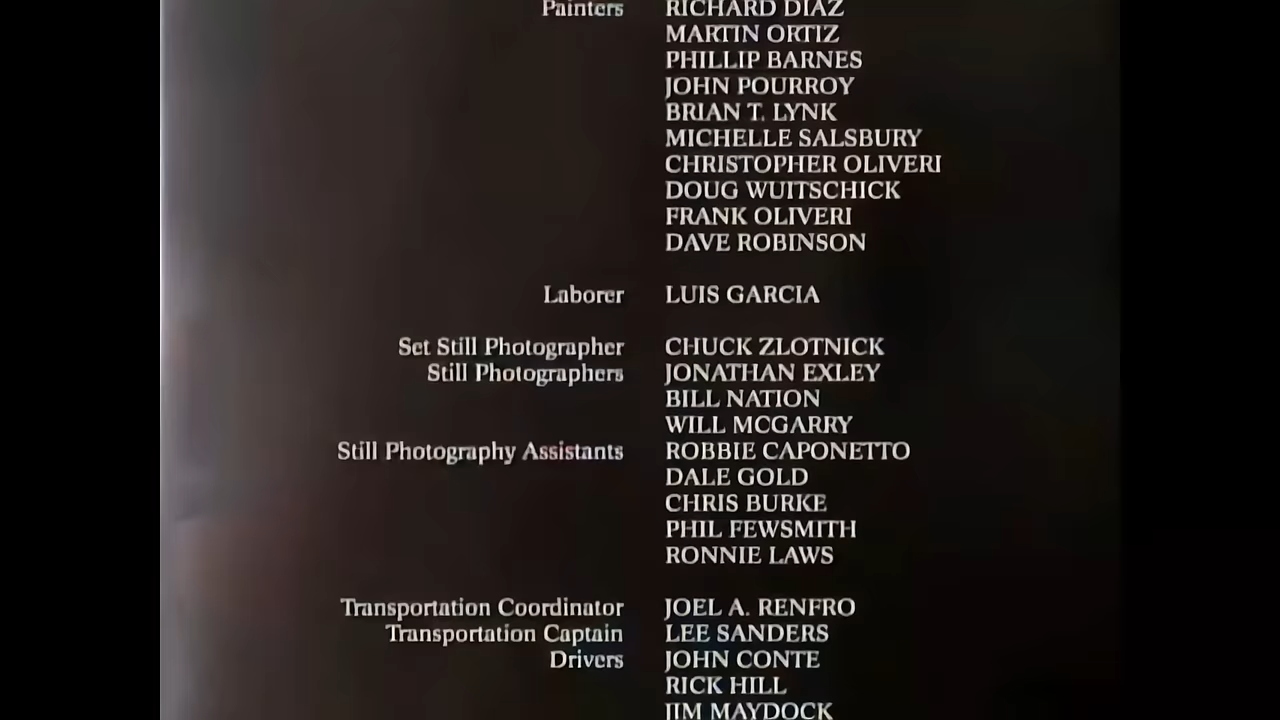 Painters RICHARD DIAZ
MARTIN ORTIZ
PHILLIP BARNES
JOHN POURROY
BRIAN T. LYNK
MICHELLE SALSBURY
CHRISTOPHER OLIVERI
DOUG WUITSCHICK
FRANK OLIVERI
DAVE ROBINSON
Laborer LUIS GARCIA
Set Still Photographer CHUCK ZLOTNICK
Still Photographers JONATHAN EXLEY
BILL NATION
WILL MCGARRY
Still Photography Assistants ROBBIE CAPONETTO
DALE GOLD
CHRIS BURKE
PHIL FEWSMITH
RONNIE LAWS
Transportation Coordinator JOEL A. RENFRO
Transportation Captain LEE SANDERS
Drivers JOHN CONTE
RICK HILL
JIM MAYDOCK